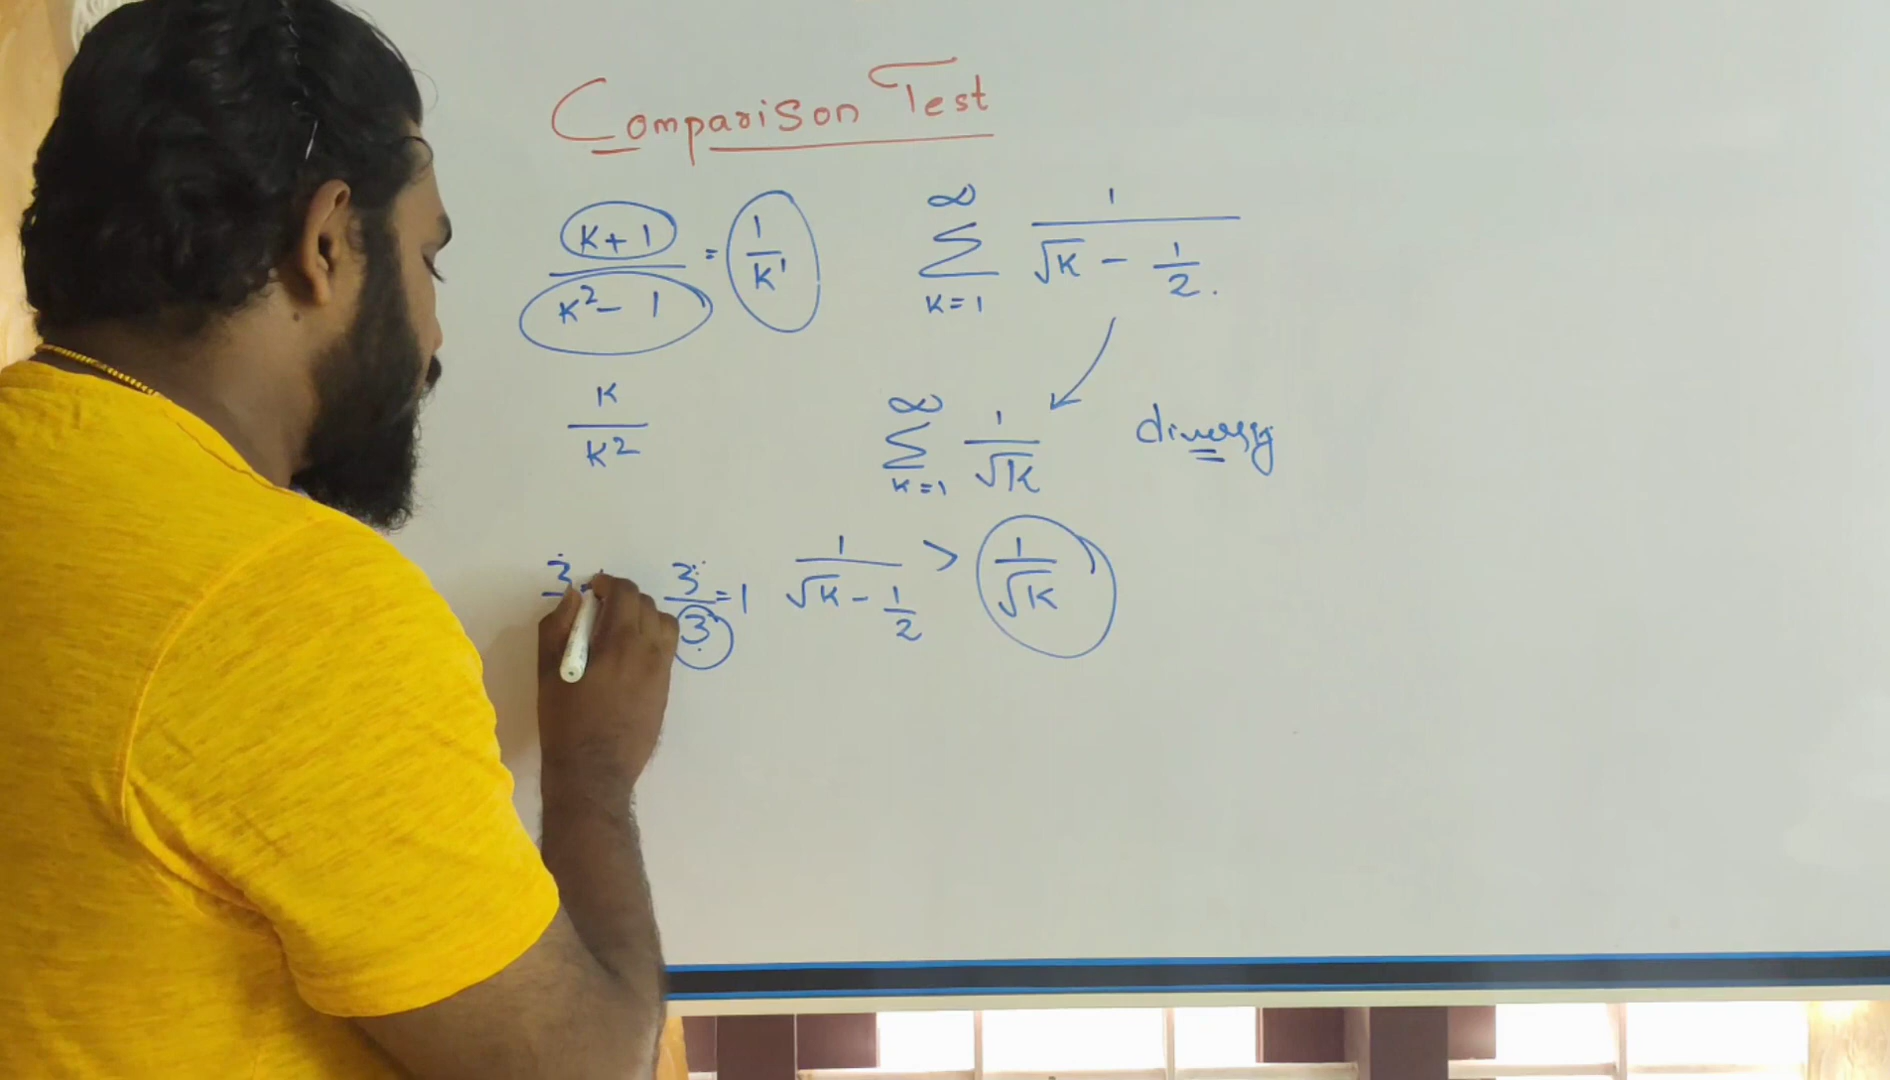 Comparison Test
(k+1)/(k²-1) = 1/k¹
∞ Σ k=1 1/(√k - 1/2).
k/k²
∞ Σ k=1 1/√k
3/3 = 1
1/(√k - 1/2) > 1/√k